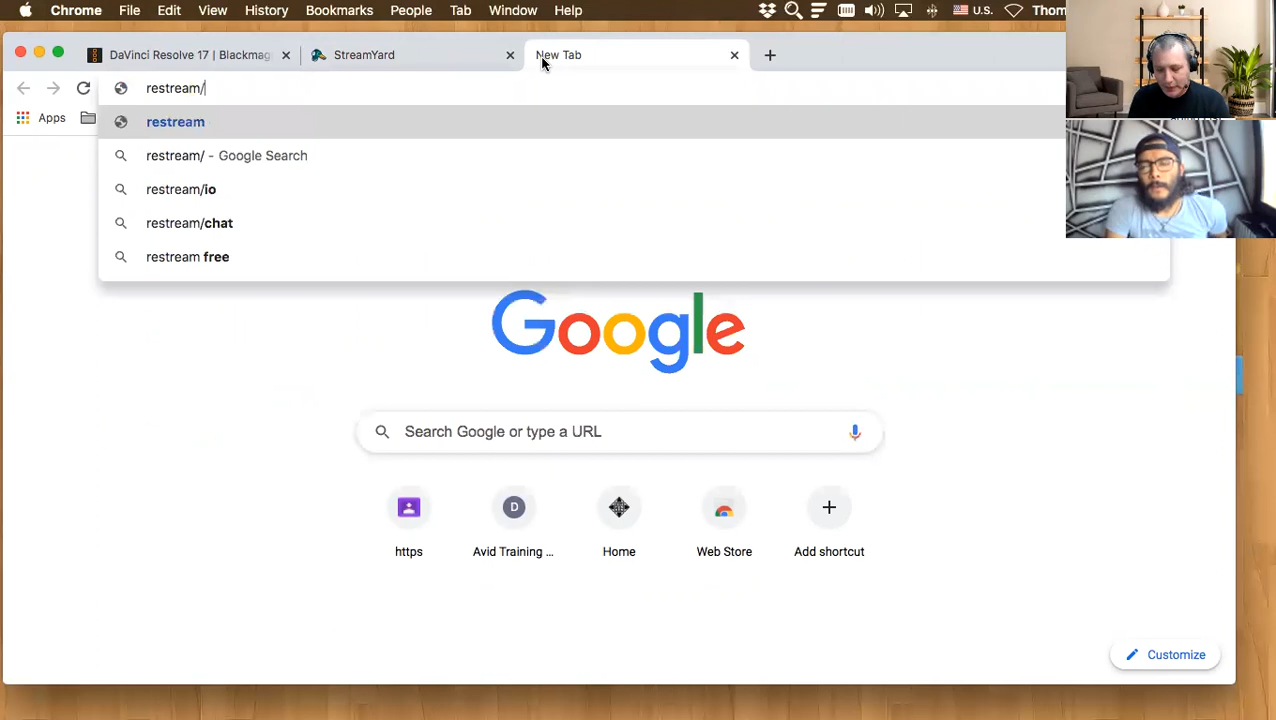 Chrome File Edit View History Bookmarks People Tab Window Help U.S. Thom
DaVinci Resolve 17 | Blackmag StreamYard New Tab
restream/
Apps
restream
restream/ - Google Search
restream/io
restream/chat
restream free
Google
Search Google or type a URL
D
https Avid Training ... Home Web Store Add shortcut
Customize